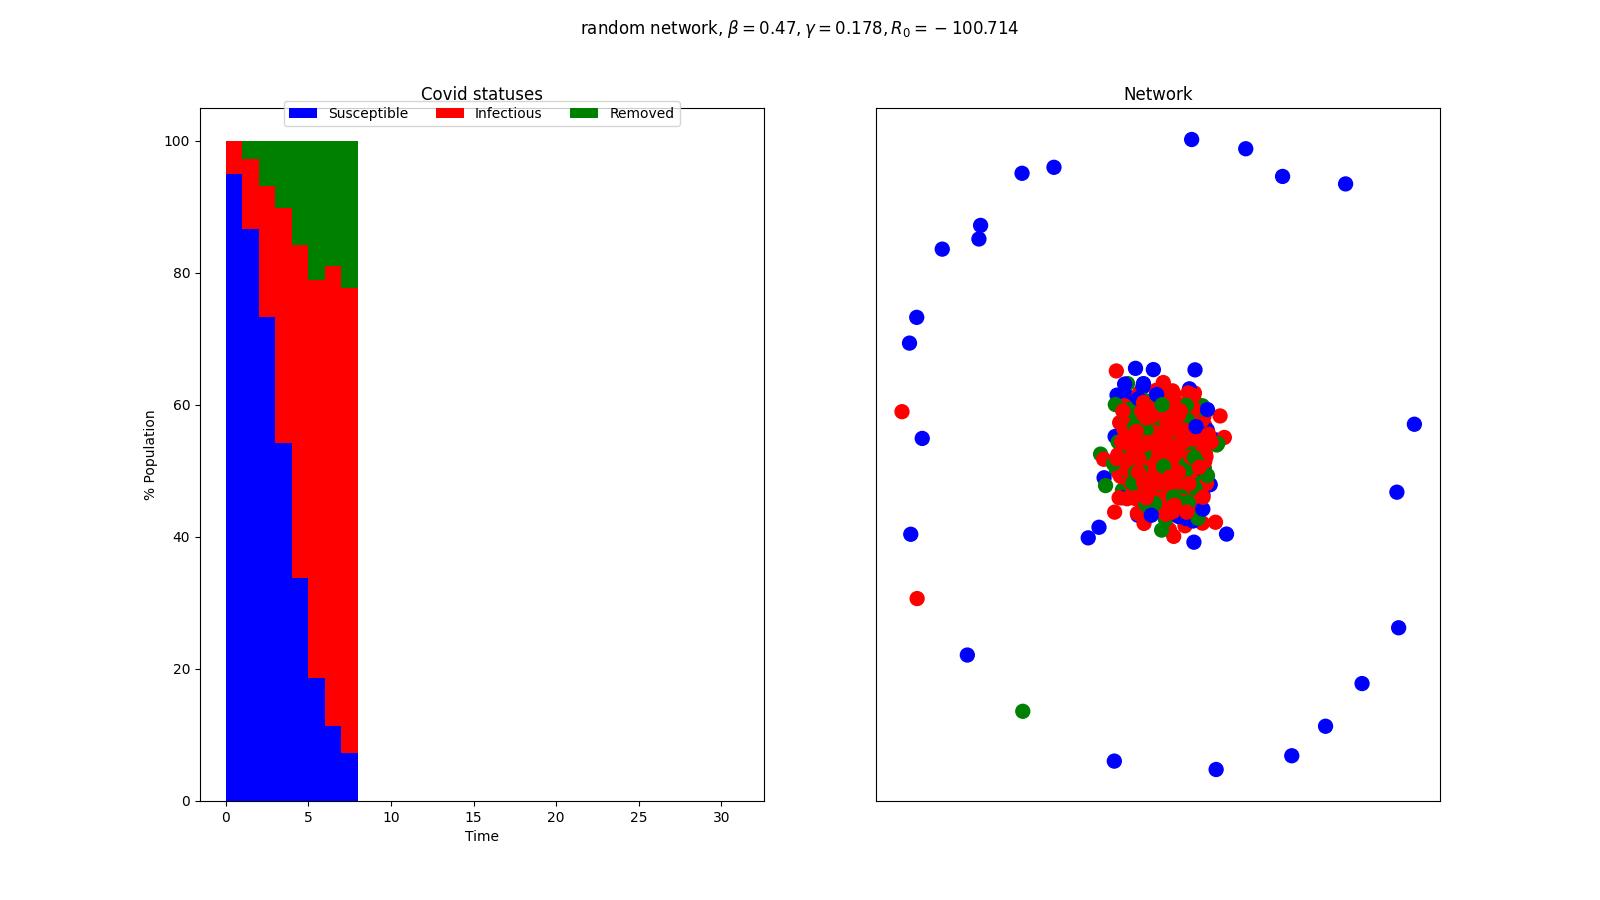 random network, β = 0.47, γ = 0.178, R₀ = − 100.714
Covid statuses
Susceptible Infectious Removed
% Population
100
80
60
40
20
0
0 5 10 15 20 25 30
Time
Network